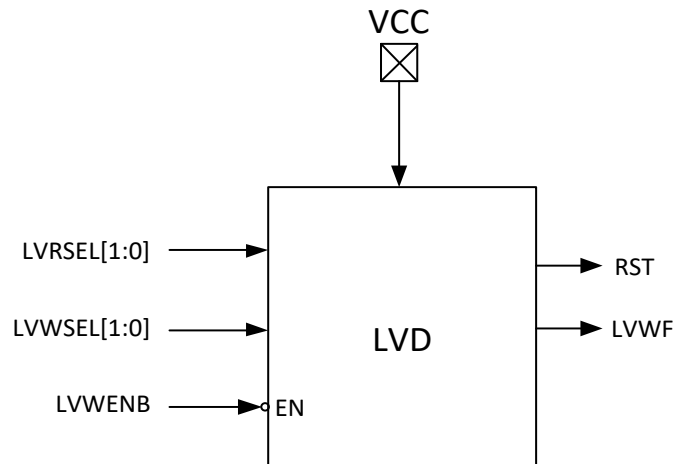 VCC
LVRSEL[1:0]
RST
LVWSEL[1:0]
LVD
LVWF
LVWENB
EN